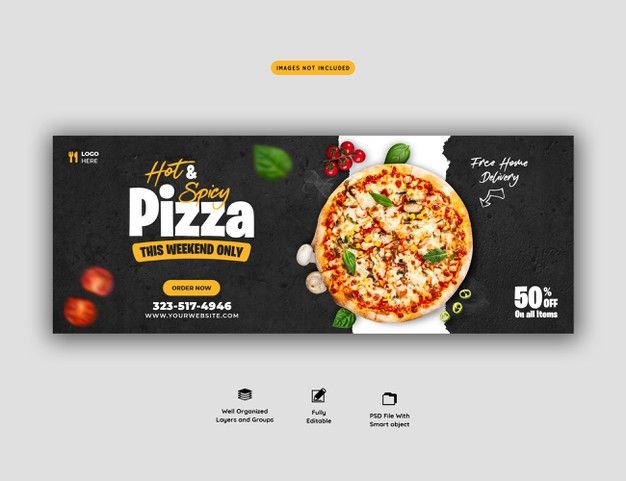 IMAGES NOT INCLUDED
LOGO
HERE
Hot &
Spicy
Pizza
THIS WEEKEND ONLY
ORDER NOW
323-517-4946
WWW.YOURWEBSITE.COM
Free Home
Delivery
50% OFF
On all Items
Well Organized
Layers and Groups
Fully
Editable
PSD File With
Smart object